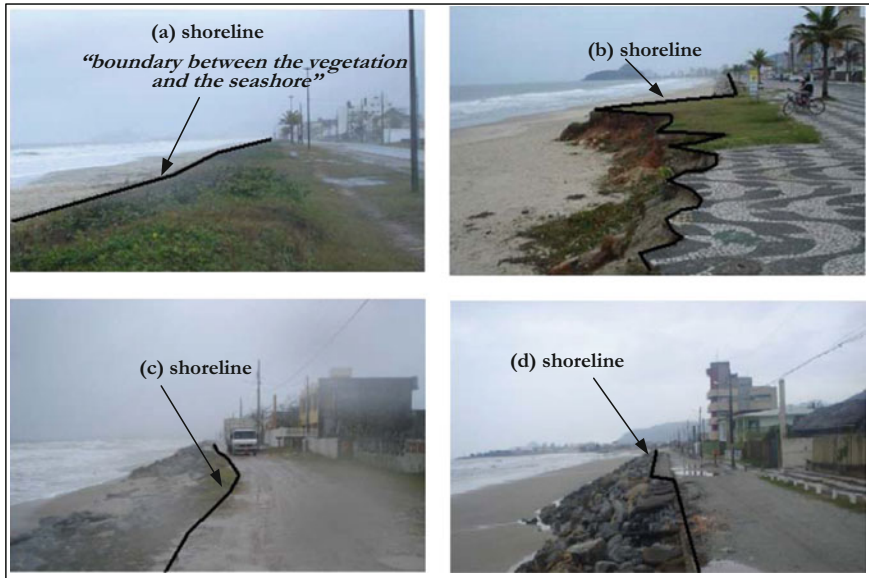 (a) shoreline
“boundary between the vegetation
and the seashore”
(b) shoreline
(c) shoreline
(d) shoreline